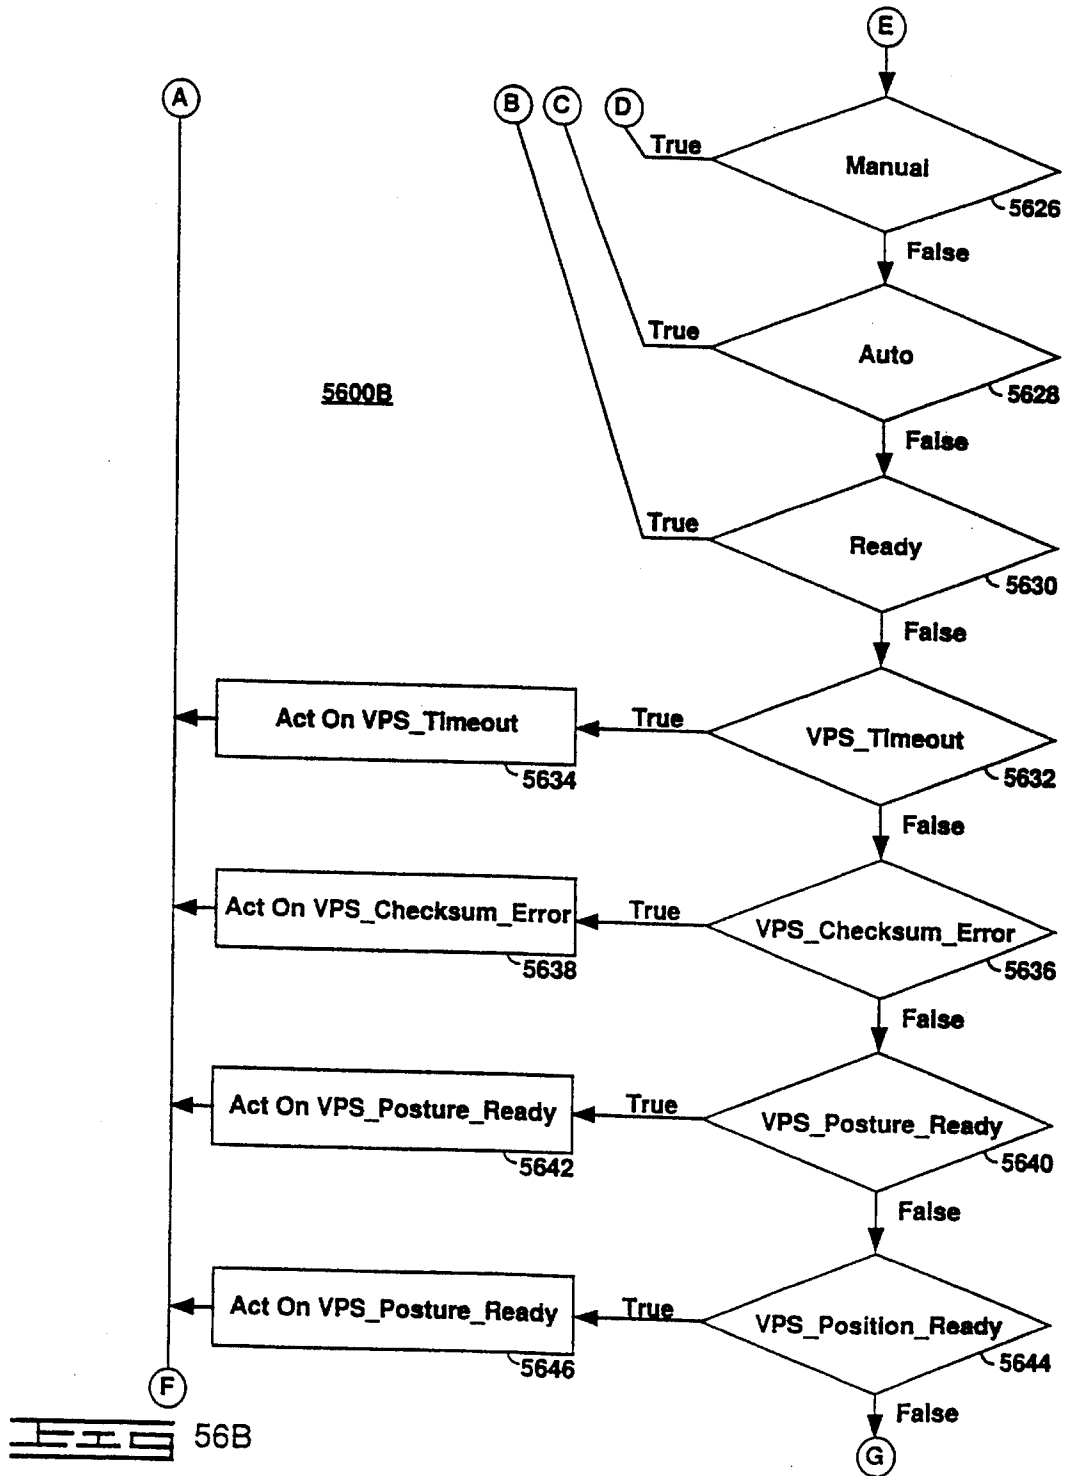 E
A
B
C
D
True
Manual
5626
False
True
Auto
5628
5600B
False
True
Ready
5630
False
Act On VPS_Timeout
True
VPS_Timeout
5634
5632
False
Act On VPS_Checksum_Error
True
VPS_Checksum_Error
5638
5636
False
Act On VPS_Posture_Ready
True
VPS_Posture_Ready
5642
5640
False
Act On VPS_Posture_Ready
True
VPS_Position_Ready
5646
5644
F
False
56B
G